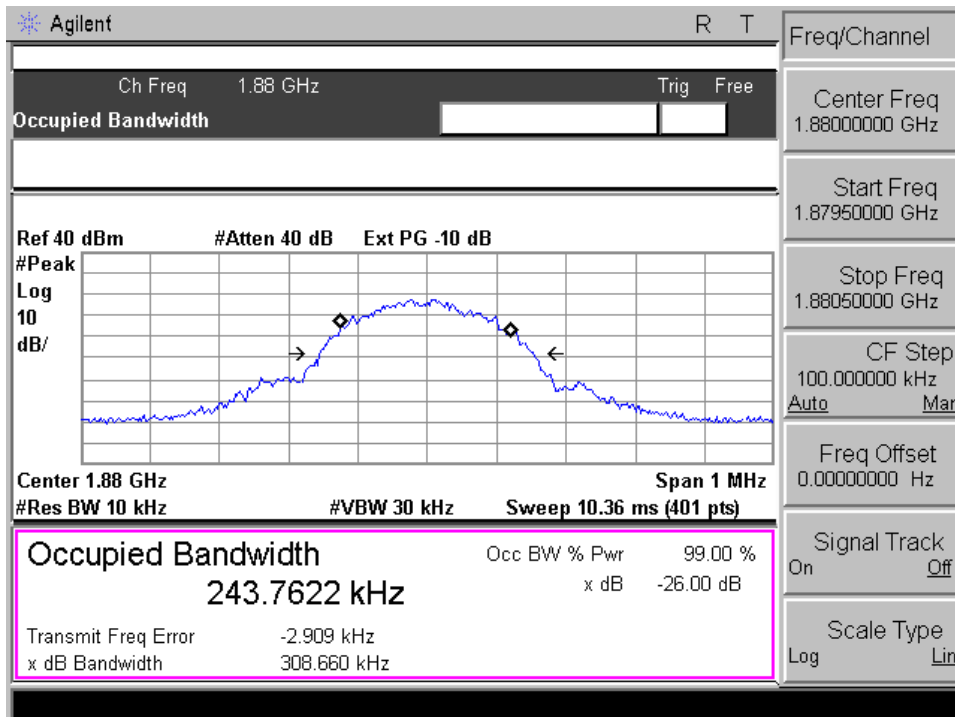 Agilent R T
Ch Freq 1.88 GHz Trig Free
Occupied Bandwidth
Ref 40 dBm #Atten 40 dB Ext PG -10 dB
#Peak
Log
10
dB/
Center 1.88 GHz Span 1 MHz
#Res BW 10 kHz #VBW 30 kHz Sweep 10.36 ms (401 pts)
Occupied Bandwidth Occ BW % Pwr 99.00 %
243.7622 kHz x dB -26.00 dB
Transmit Freq Error -2.909 kHz
x dB Bandwidth 308.660 kHz
Freq/Channel
Center Freq
1.88000000 GHz
Start Freq
1.87950000 GHz
Stop Freq
1.88050000 GHz
CF Step
100.000000 kHz
Auto Man
Freq Offset
0.00000000 Hz
Signal Track
On Off
Scale Type
Log Lin